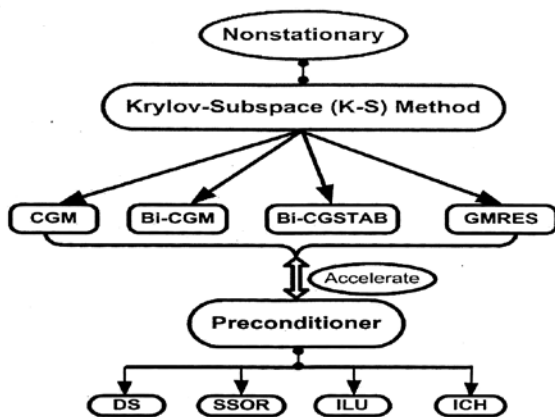 Nonstationary
Krylov-Subspace (K-S) Method
CGM
Bi-CGM
Bi-CGSTAB
GMRES
Accelerate
Preconditioner
DS
SSOR
ILU
ICH